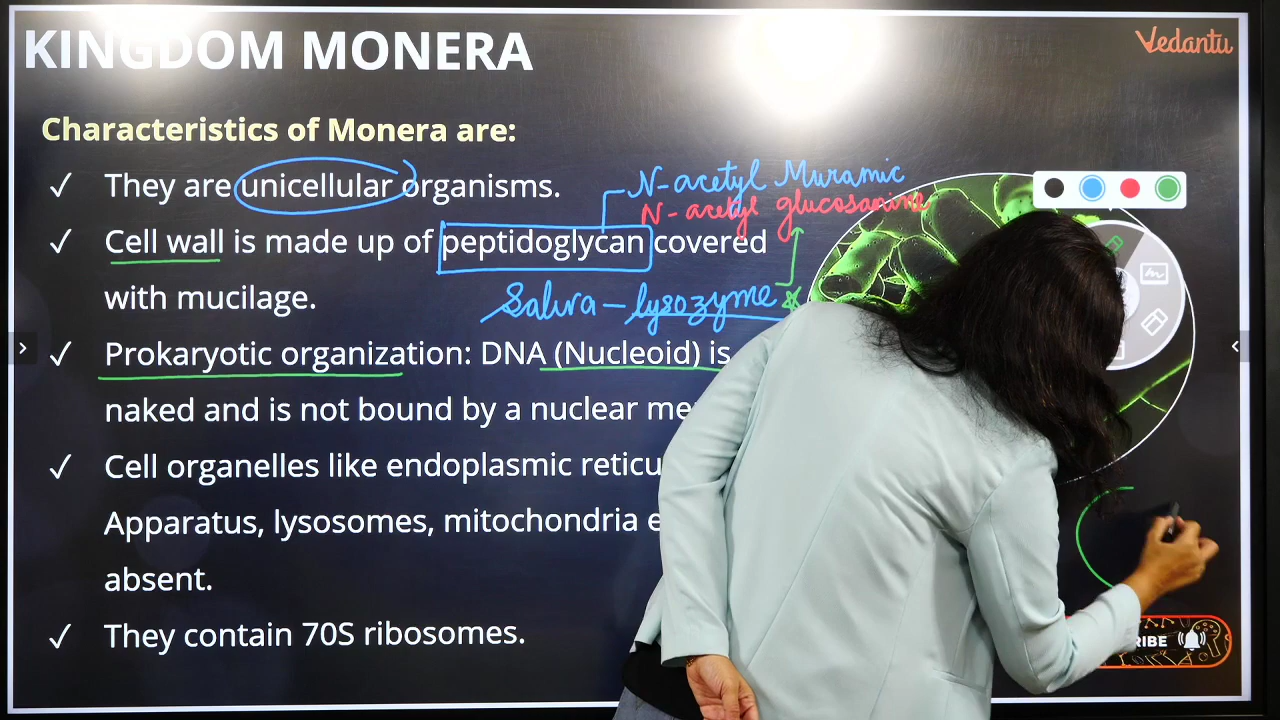 KINGDOM MONERA
Vedantu
Characteristics of Monera are:
✓ They are unicellular organisms.
N-acetyl Muramic
N-acetyl glucosamine
✓ Cell wall is made up of peptidoglycan covered
with mucilage.
Saliva - lysozyme
✓ Prokaryotic organization: DNA (Nucleoid) is
naked and is not bound by a nuclear me
✓ Cell organelles like endoplasmic reticu
Apparatus, lysosomes, mitochondria e
absent.
✓ They contain 70S ribosomes.
RIBE